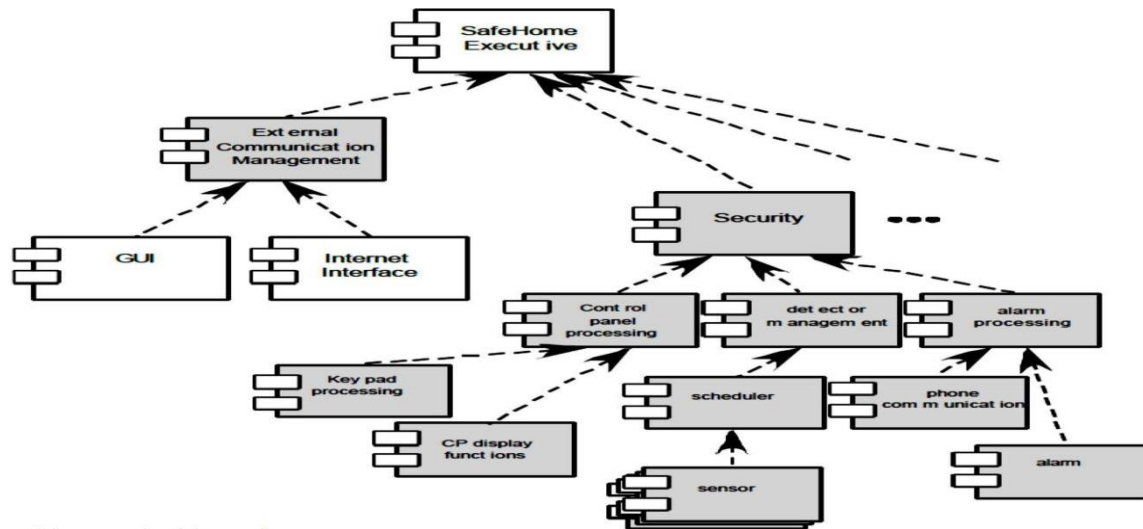 SafeHome
Execut ive
Ext ernal
Communicat ion
Management
Security
GUI
Internet
Interface
Cont rol
panel
processing
det ect or
m anagem ent
alarm
processing
Key pad
processing
scheduler
phone
com m unicat ion
CP display
funct ions
alarm
sensor